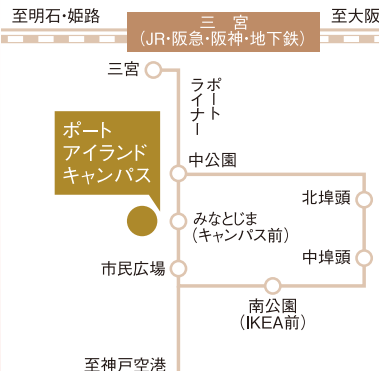 至明石・姫路
三 宮
(JR・阪急・阪神・地下鉄)
至大阪
三宮
ポート
ライナー
ポート
アイランド
キャンパス
中公園
北埠頭
みなとじま
(キャンパス前)
中埠頭
市民広場
南公園
(IKEA前)
至神戸空港